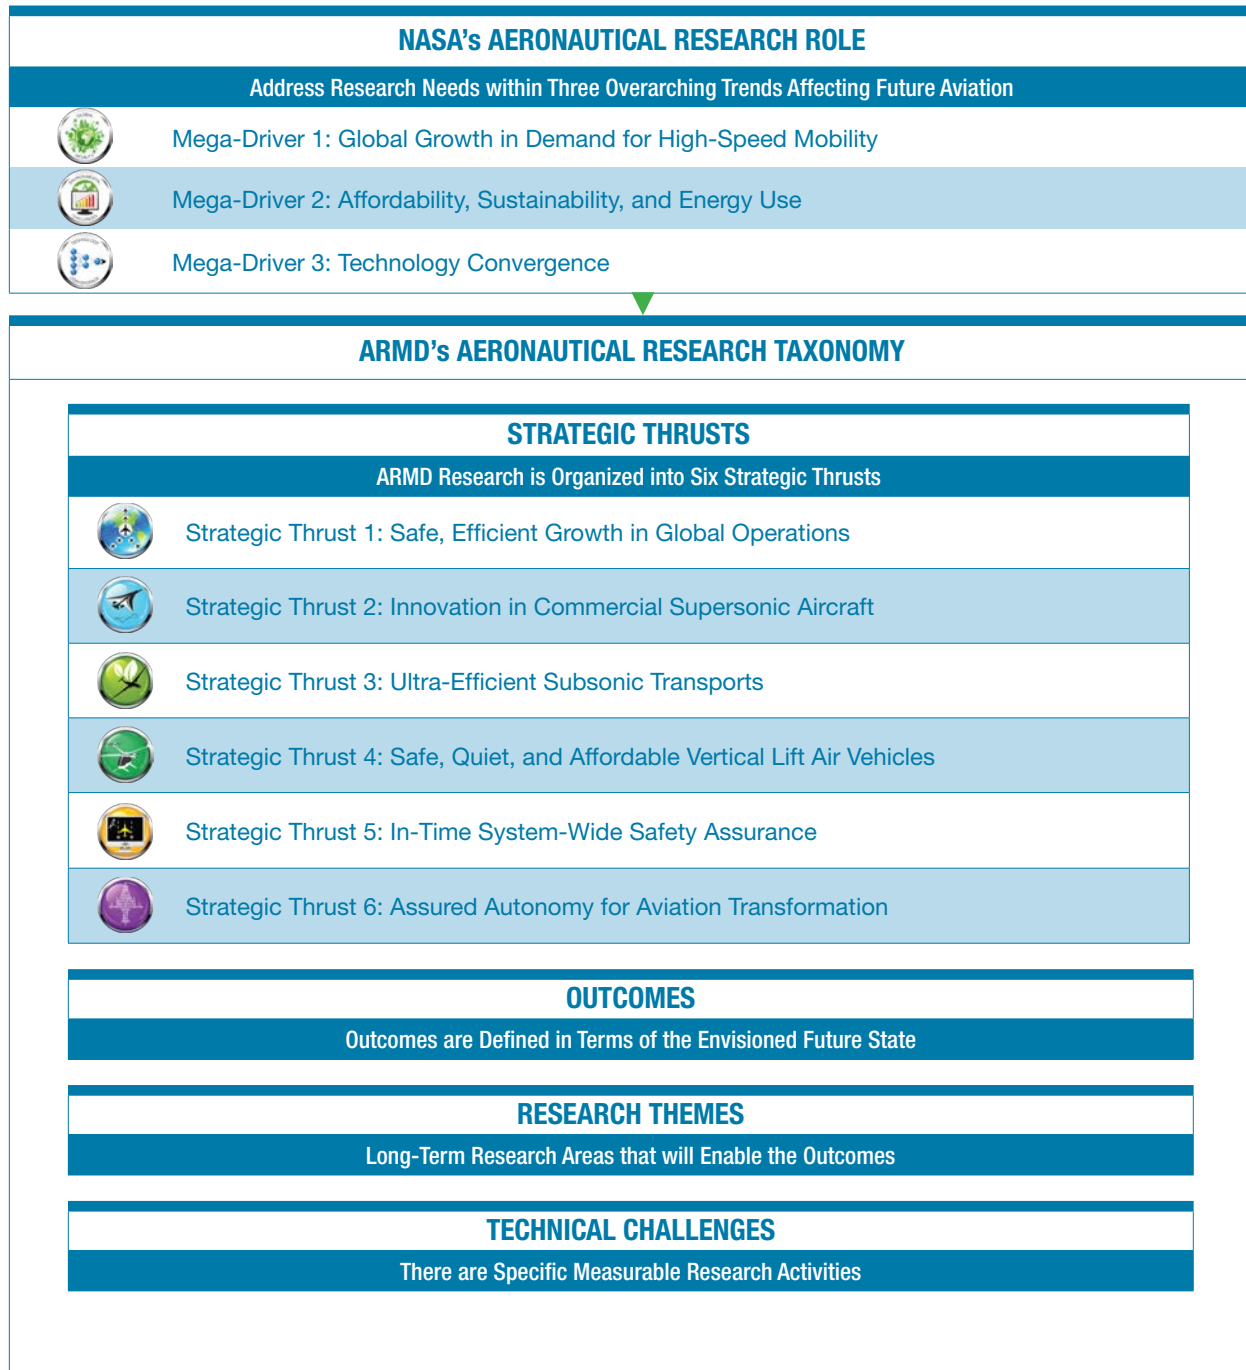 NASA's AERONAUTICAL RESEARCH ROLE
Address Research Needs within Three Overarching Trends Affecting Future Aviation
Mega-Driver 1: Global Growth in Demand for High-Speed Mobility
Mega-Driver 2: Affordability, Sustainability, and Energy Use
Mega-Driver 3: Technology Convergence
ARMD's AERONAUTICAL RESEARCH TAXONOMY
STRATEGIC THRUSTS
ARMD Research is Organized into Six Strategic Thrusts
Strategic Thrust 1: Safe, Efficient Growth in Global Operations
Strategic Thrust 2: Innovation in Commercial Supersonic Aircraft
Strategic Thrust 3: Ultra-Efficient Subsonic Transports
Strategic Thrust 4: Safe, Quiet, and Affordable Vertical Lift Air Vehicles
Strategic Thrust 5: In-Time System-Wide Safety Assurance
Strategic Thrust 6: Assured Autonomy for Aviation Transformation
OUTCOMES
Outcomes are Defined in Terms of the Envisioned Future State
RESEARCH THEMES
Long-Term Research Areas that will Enable the Outcomes
TECHNICAL CHALLENGES
There are Specific Measurable Research Activities